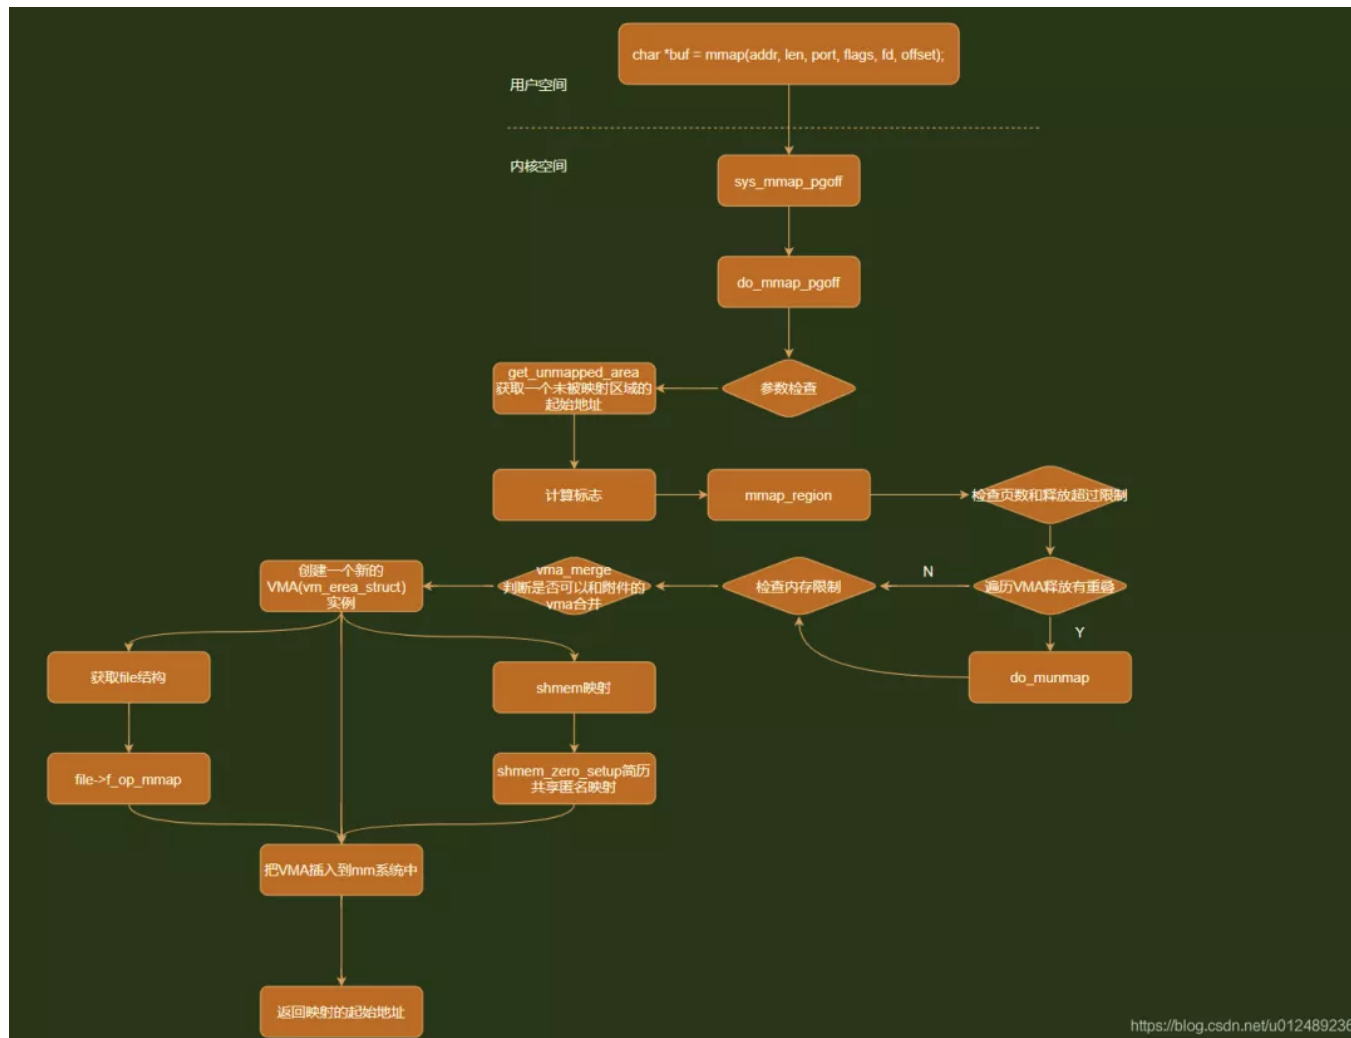 char *buf = mmap(addr, len, port, flags, fd, offset);
用户空间
内核空间
sys_mmap_pgoff
do_mmap_pgoff
参数检查
get_unmapped_area
获取一个未被映射区域的
起始地址
计算标志
mmap_region
检查页数和释放超过限制
遍历VMA释放有重叠
N
Y
do_munmap
检查内存限制
vma_merge
判断是否可以和附件的
vma合并
创建一个新的
VMA(vm_erea_struct)
实例
获取file结构
file->f_op_mmap
shmem映射
shmem_zero_setup简历
共享匿名映射
把VMA插入到mm系统中
返回映射的起始地址
https://blog.csdn.net/u012489236